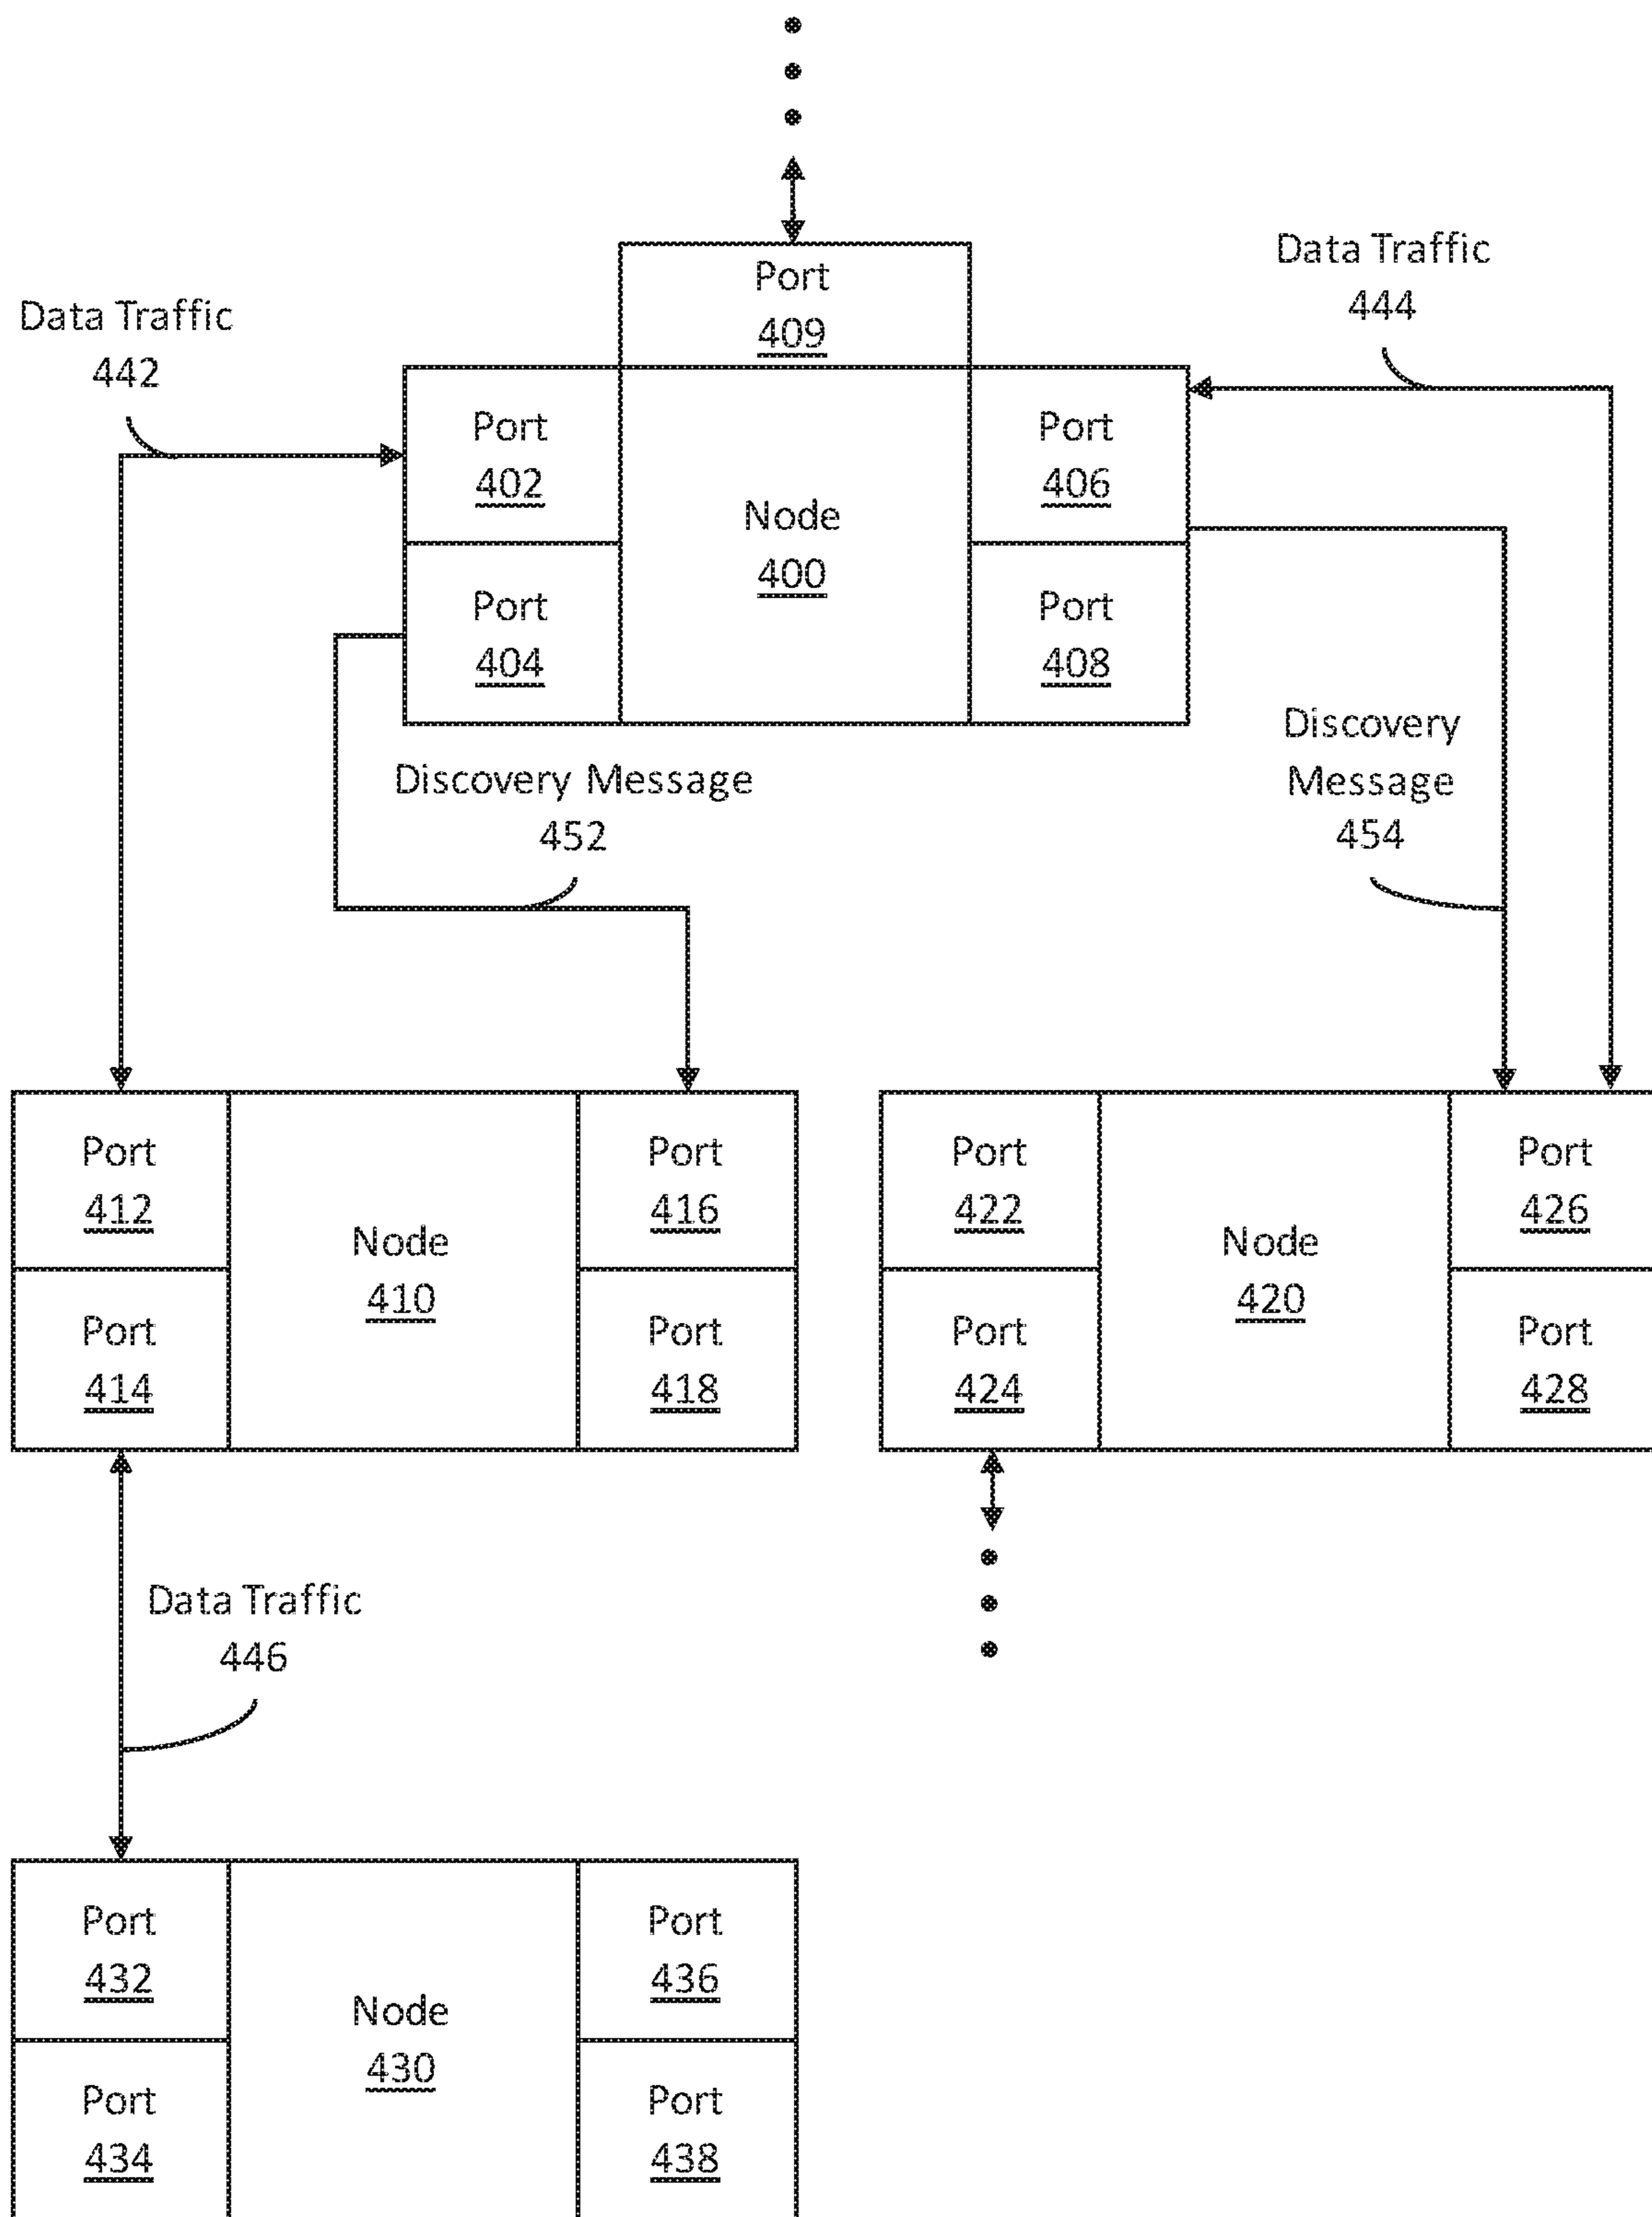 Port
409
Data Traffic
444
Data Traffic
442
Port
402
Port
406
Node
400
Port
404
Port
408
Discovery Message
452
Discovery
Message
454
Port
412
Port
416
Node
410
Port
414
Port
418
Port
422
Port
426
Node
420
Port
424
Port
428
Data Traffic
446
Port
432
Port
436
Node
430
Port
434
Port
438